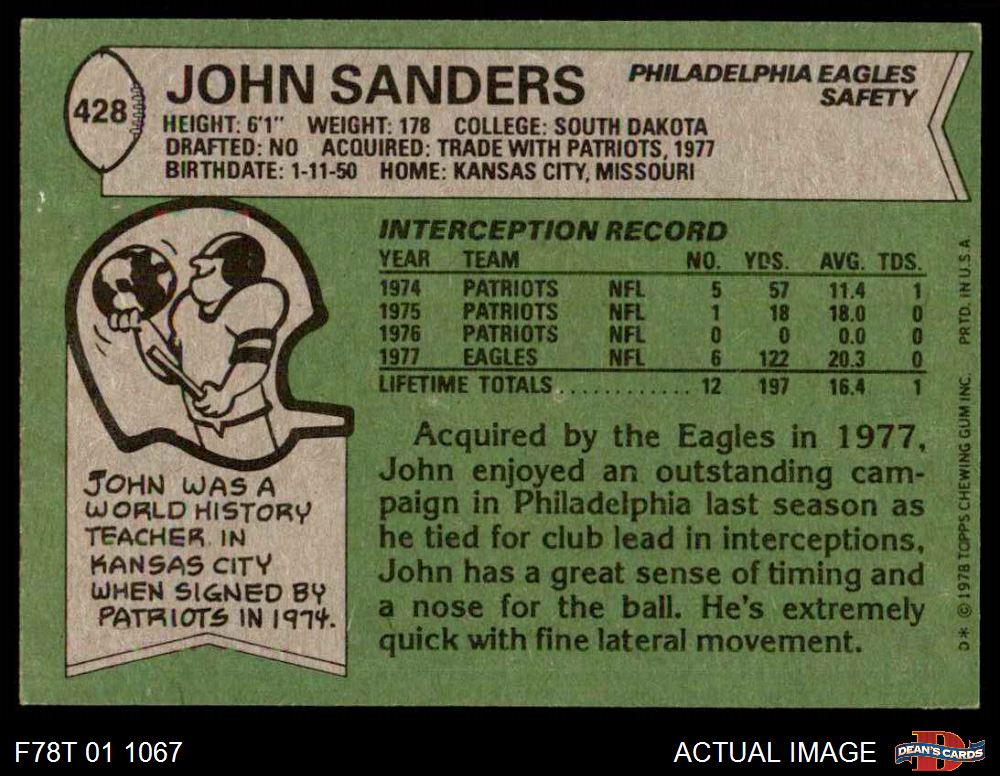 428
JOHN SANDERS
PHILADELPHIA EAGLES
SAFETY
HEIGHT: 6'1" WEIGHT: 178 COLLEGE: SOUTH DAKOTA
DRAFTED: NO ACQUIRED: TRADE WITH PATRIOTS, 1977
BIRTHDATE: 1-11-50 HOME: KANSAS CITY, MISSOURI
INTERCEPTION RECORD
YEAR TEAM NO. YDS. AVG. TDS.
1974 PATRIOTS NFL 5 57 11.4 1
1975 PATRIOTS NFL 1 18 18.0 0
1976 PATRIOTS NFL 0 0 0.0 0
1977 EAGLES NFL 6 122 20.3 0
LIFETIME TOTALS............ 12 197 16.4 1
Acquired by the Eagles in 1977,
John enjoyed an outstanding cam-
paign in Philadelphia last season as
he tied for club lead in interceptions,
John has a great sense of timing and
a nose for the ball. He's extremely
quick with fine lateral movement.
JOHN WAS A
WORLD HISTORY
TEACHER IN
KANSAS CITY
WHEN SIGNED BY
PATRIOTS IN 1974.
D* © 1978 TOPPS CHEWING GUM INC. PRTD. IN U.S.A.
F78T 01 1067
ACTUAL IMAGE
DEAN'S CARDS